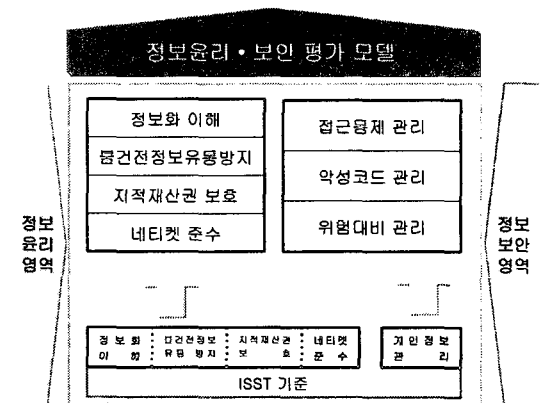 정보윤리 • 보안 평가 모델
정보화 이해
불건전정보유통방지
지적재산권 보호
네티켓 준수
접근통제 관리
악성코드 관리
위험대비 관리
정보
윤리
영역
정보
보안
영역
정 보 화
이 해
불건전정보
유통 방지
지적재산권
보 호
네티켓
준 수
개인정보
관 리
ISST 기준